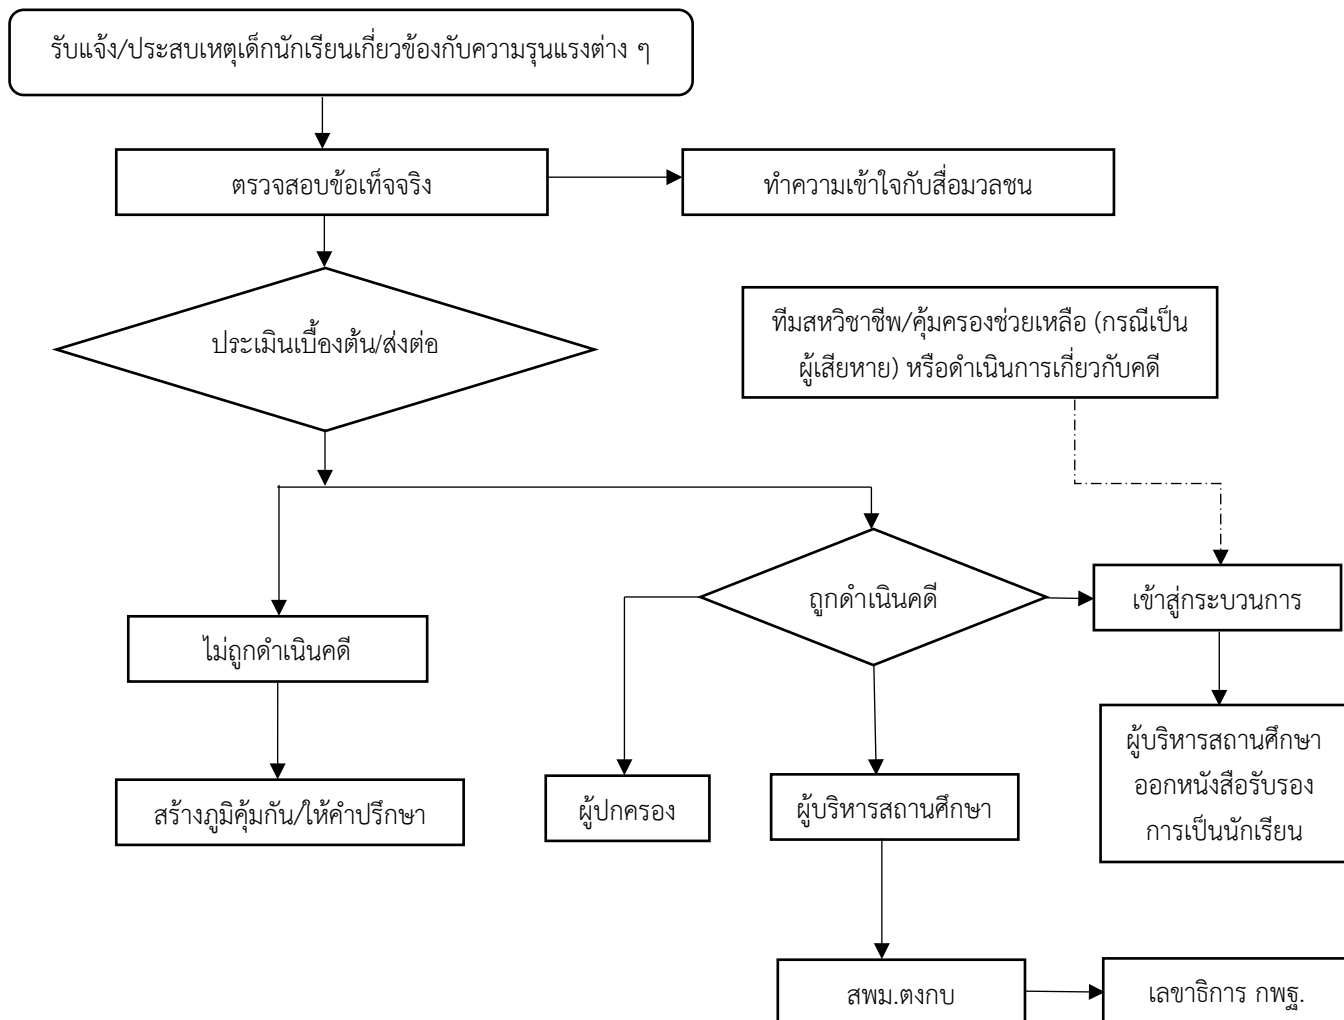 รับแจ้ง/ประสบเหตุเด็กนักเรียนเกี่ยวข้องกับความรุนแรงต่าง ๆ
ตรวจสอบข้อเท็จจริง
ทำความเข้าใจกับสื่อมวลชน
ประเมินเบื้องต้น/ส่งต่อ
ทีมสหวิชาชีพ/คุ้มครองช่วยเหลือ (กรณีเป็น
ผู้เสียหาย) หรือดำเนินการเกี่ยวกับคดี
ถูกดำเนินคดี
เข้าสู่กระบวนการ
ไม่ถูกดำเนินคดี
ผู้บริหารสถานศึกษา
ออกหนังสือรับรอง
การเป็นนักเรียน
สร้างภูมิคุ้มกัน/ให้คำปรึกษา
ผู้ปกครอง
ผู้บริหารสถานศึกษา
สพม.ตงกบ
เลขาธิการ กพฐ.